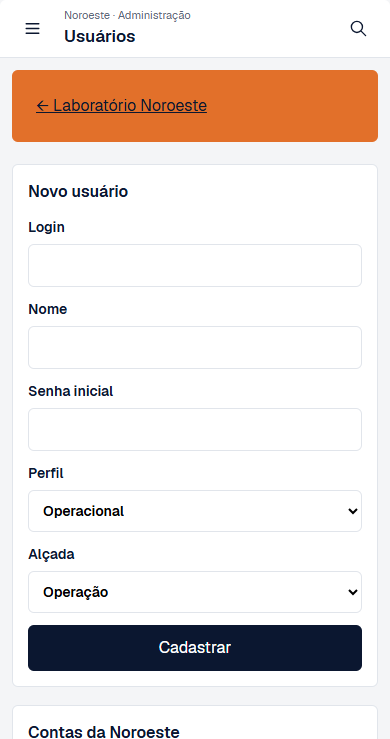 Noroeste · Administração
Usuários
← Laboratório Noroeste
Novo usuário
Login
Nome
Senha inicial
Perfil
Operacional
Alçada
Operação
Cadastrar
Contas da Noroeste